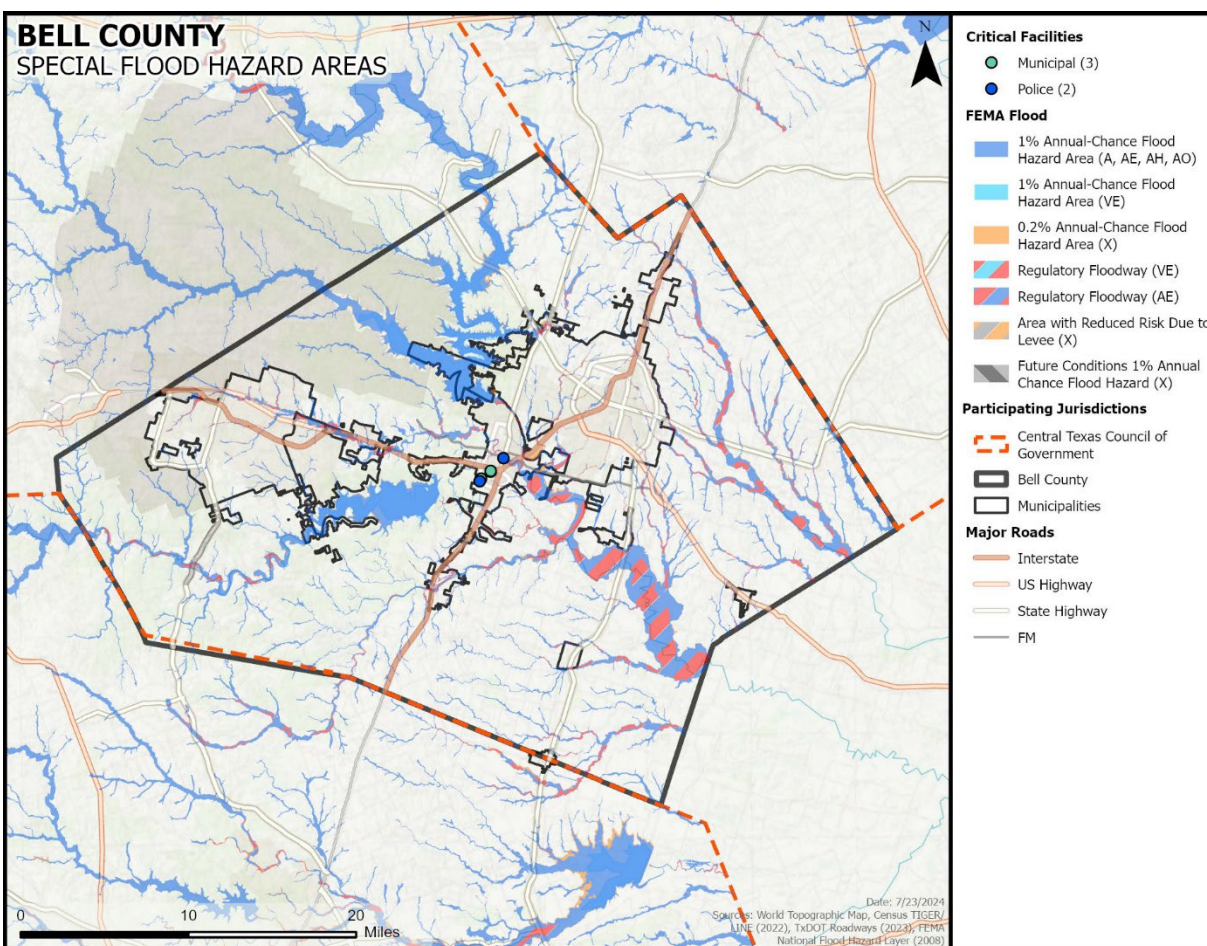 BELL COUNTY
SPECIAL FLOOD HAZARD AREAS
N
0
10
20
Miles
Date: 7/23/2024
Sources: World Topographic Map, Census TIGER/
LINE (2022), TxDOT Roadways (2023), FEMA
National Flood Hazard Layer (2008)
Critical Facilities
Municipal (3)
Police (2)
FEMA Flood
1% Annual-Chance Flood
Hazard Area (A, AE, AH, AO)
1% Annual-Chance Flood
Hazard Area (VE)
0.2% Annual-Chance Flood
Hazard Area (X)
Regulatory Floodway (VE)
Regulatory Floodway (AE)
Area with Reduced Risk Due to
Levee (X)
Future Conditions 1% Annual
Chance Flood Hazard (X)
Participating Jurisdictions
Central Texas Council of
Government
Bell County
Municipalities
Major Roads
Interstate
US Highway
State Highway
FM